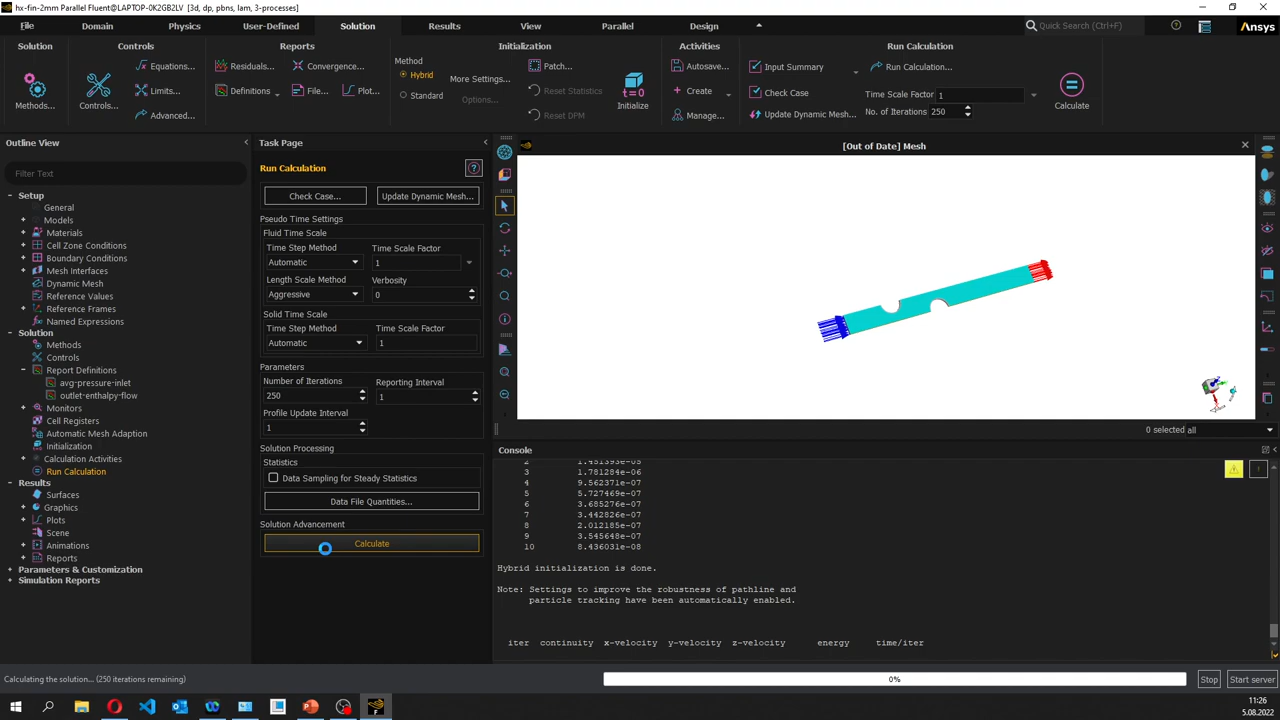 hx-fin-2mm Parallel Fluent@LAPTOP-0K2GB2LV [3d, dp, pbns, lam, 3-processes]
File Domain Physics User-Defined Solution Results View Parallel Design
Quick Search (Ctrl+F)
Ansys
Solution Controls Reports Initialization Activities Run Calculation
Methods...
Controls...
Equations...
Limits...
Advanced...
Residuals...
Definitions
Convergence...
File... Plot...
Method
Hybrid
Standard
More Settings...
Options...
Patch...
Reset Statistics
Reset DPM
Initialize
Autosave...
Create
Manage...
Input Summary
Check Case
Update Dynamic Mesh...
Run Calculation...
Time Scale Factor 1
No. of Iterations 250
Calculate
Outline View
Filter Text
Setup
General
Models
Materials
Cell Zone Conditions
Boundary Conditions
Mesh Interfaces
Dynamic Mesh
Reference Values
Reference Frames
Named Expressions
Solution
Methods
Controls
Report Definitions
avg-pressure-inlet
outlet-enthalpy-flow
Monitors
Cell Registers
Automatic Mesh Adaption
Initialization
Calculation Activities
Run Calculation
Results
Surfaces
Graphics
Plots
Scene
Animations
Reports
Parameters & Customization
Simulation Reports
Task Page
Run Calculation
Check Case... Update Dynamic Mesh...
Pseudo Time Settings
Fluid Time Scale
Time Step Method Time Scale Factor
Automatic 1
Length Scale Method Verbosity
Aggressive 0
Solid Time Scale
Time Step Method Time Scale Factor
Automatic 1
Parameters
Number of Iterations Reporting Interval
250 1
Profile Update Interval
1
Solution Processing
Statistics
Data Sampling for Steady Statistics
Data File Quantities...
Solution Advancement
Calculate
[Out of Date] Mesh
0 selected all
Console
2 1.451393e-05
3 1.781284e-06
4 9.562371e-07
5 5.727469e-07
6 3.685276e-07
7 3.442826e-07
8 2.012185e-07
9 3.545648e-07
10 8.436031e-08
Hybrid initialization is done.
Note: Settings to improve the robustness of pathline and
particle tracking have been automatically enabled.
iter continuity x-velocity y-velocity z-velocity energy time/iter
Calculating the solution... (250 iterations remaining)
0%
Stop Start server
11:26
5.08.2022